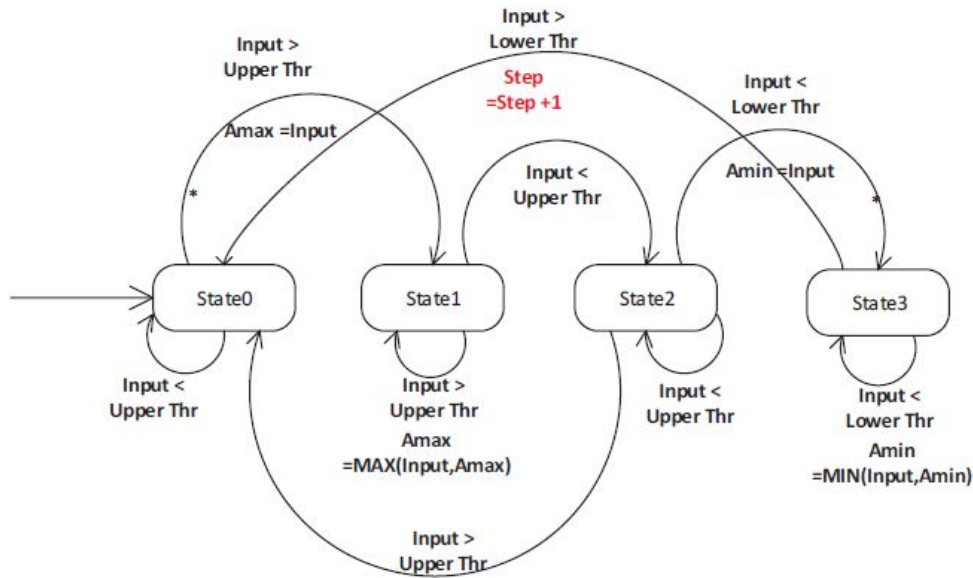 Input >
Lower Thr
Input >
Upper Thr
Step
=Step +1
Input <
Lower Thr
Amax =Input
Input <
Upper Thr
Amin =Input
*
*
State0
State1
State2
State3
Input <
Upper Thr
Input >
Upper Thr
Amax
=MAX(Input,Amax)
Input <
Upper Thr
Input <
Lower Thr
Amin
=MIN(Input,Amin)
Input >
Upper Thr